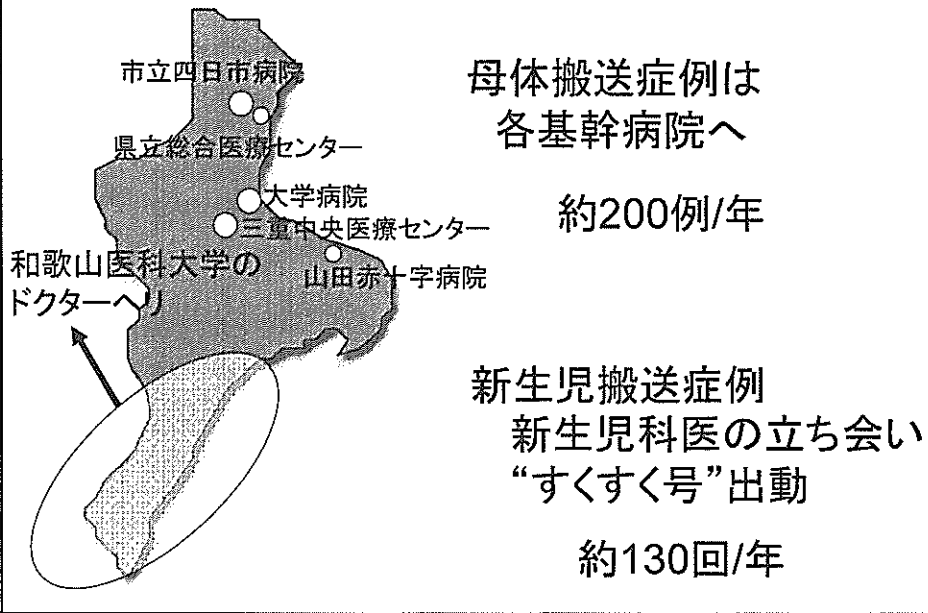 市立四日市病院
県立総合医療センター
大学病院
三重中央医療センター
山田赤十字病院
和歌山医科大学の
ドクターヘリ
母体搬送症例は
各基幹病院へ
約200例/年
新生児搬送症例
新生児科医の立ち会い
“すくすく号”出動
約130回/年